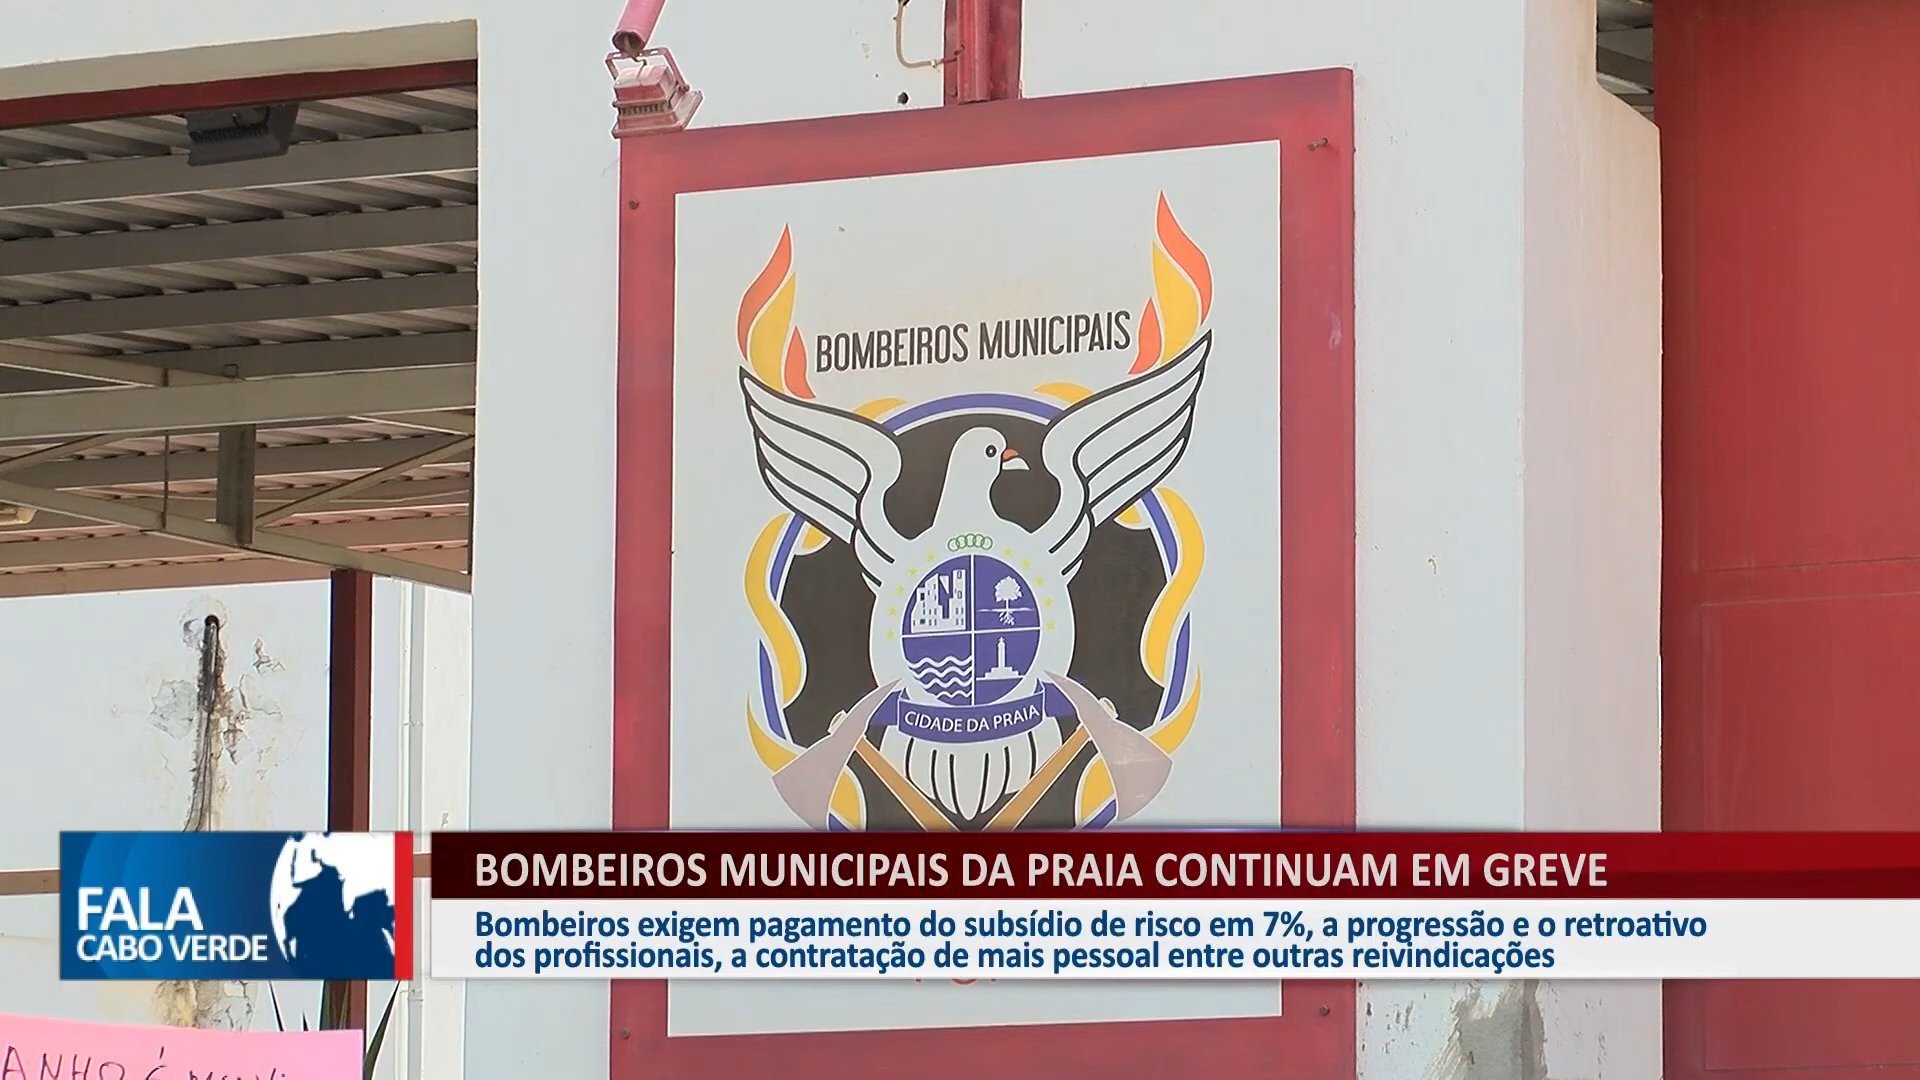 BOMBEIROS MUNICIPAIS
CIDADE DA PRAIA
BOMBEIROS MUNICIPAIS DA PRAIA CONTINUAM EM GREVE
FALA
CABO VERDE
Bombeiros exigem pagamento do subsídio de risco em 7%, a progressão e o retroativo
dos profissionais, a contratação de mais pessoal entre outras reivindicações
ANHO É